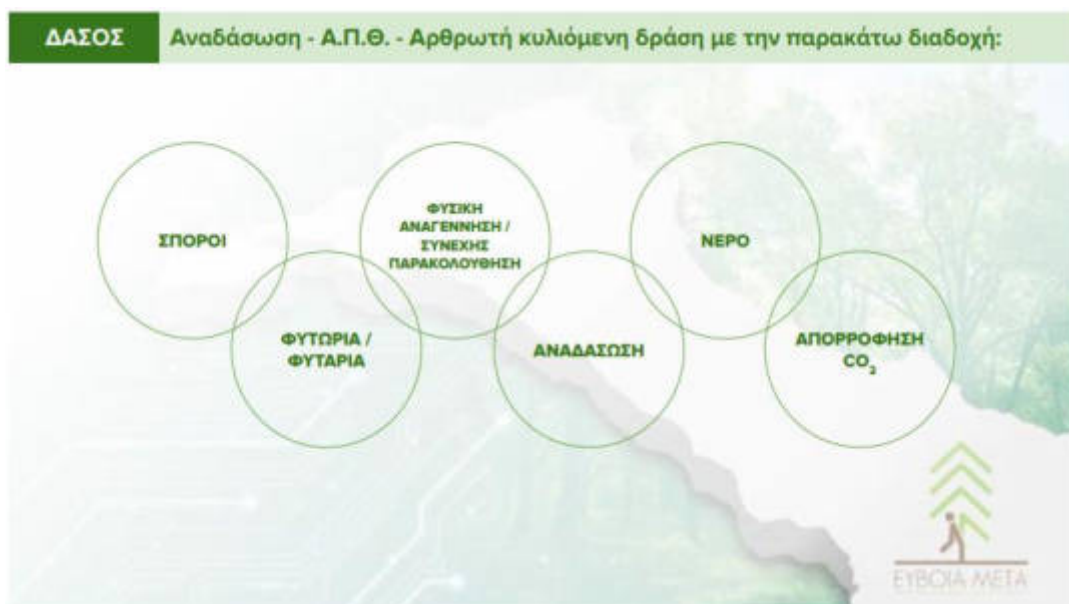 ΔΑΣΟΣ
Αναδάσωση - Α.Π.Θ. - Αρθρωτή κυλιόμενη δράση με την παρακάτω διαδοχή:
ΣΠΟΡΟΙ
ΦΥΤΩΡΙΑ /
ΦΥΤΑΡΙΑ
ΦΥΣΙΚΗ
ΑΝΑΓΕΝΝΗΣΗ /
ΣΥΝΕΧΗΣ
ΠΑΡΑΚΟΛΟΥΘΗΣΗ
ΑΝΑΔΑΣΩΣΗ
ΝΕΡΟ
ΑΠΟΡΡΟΦΗΣΗ
CO₂
ΕΥΒΟΙΑ ΜΕΤΑ